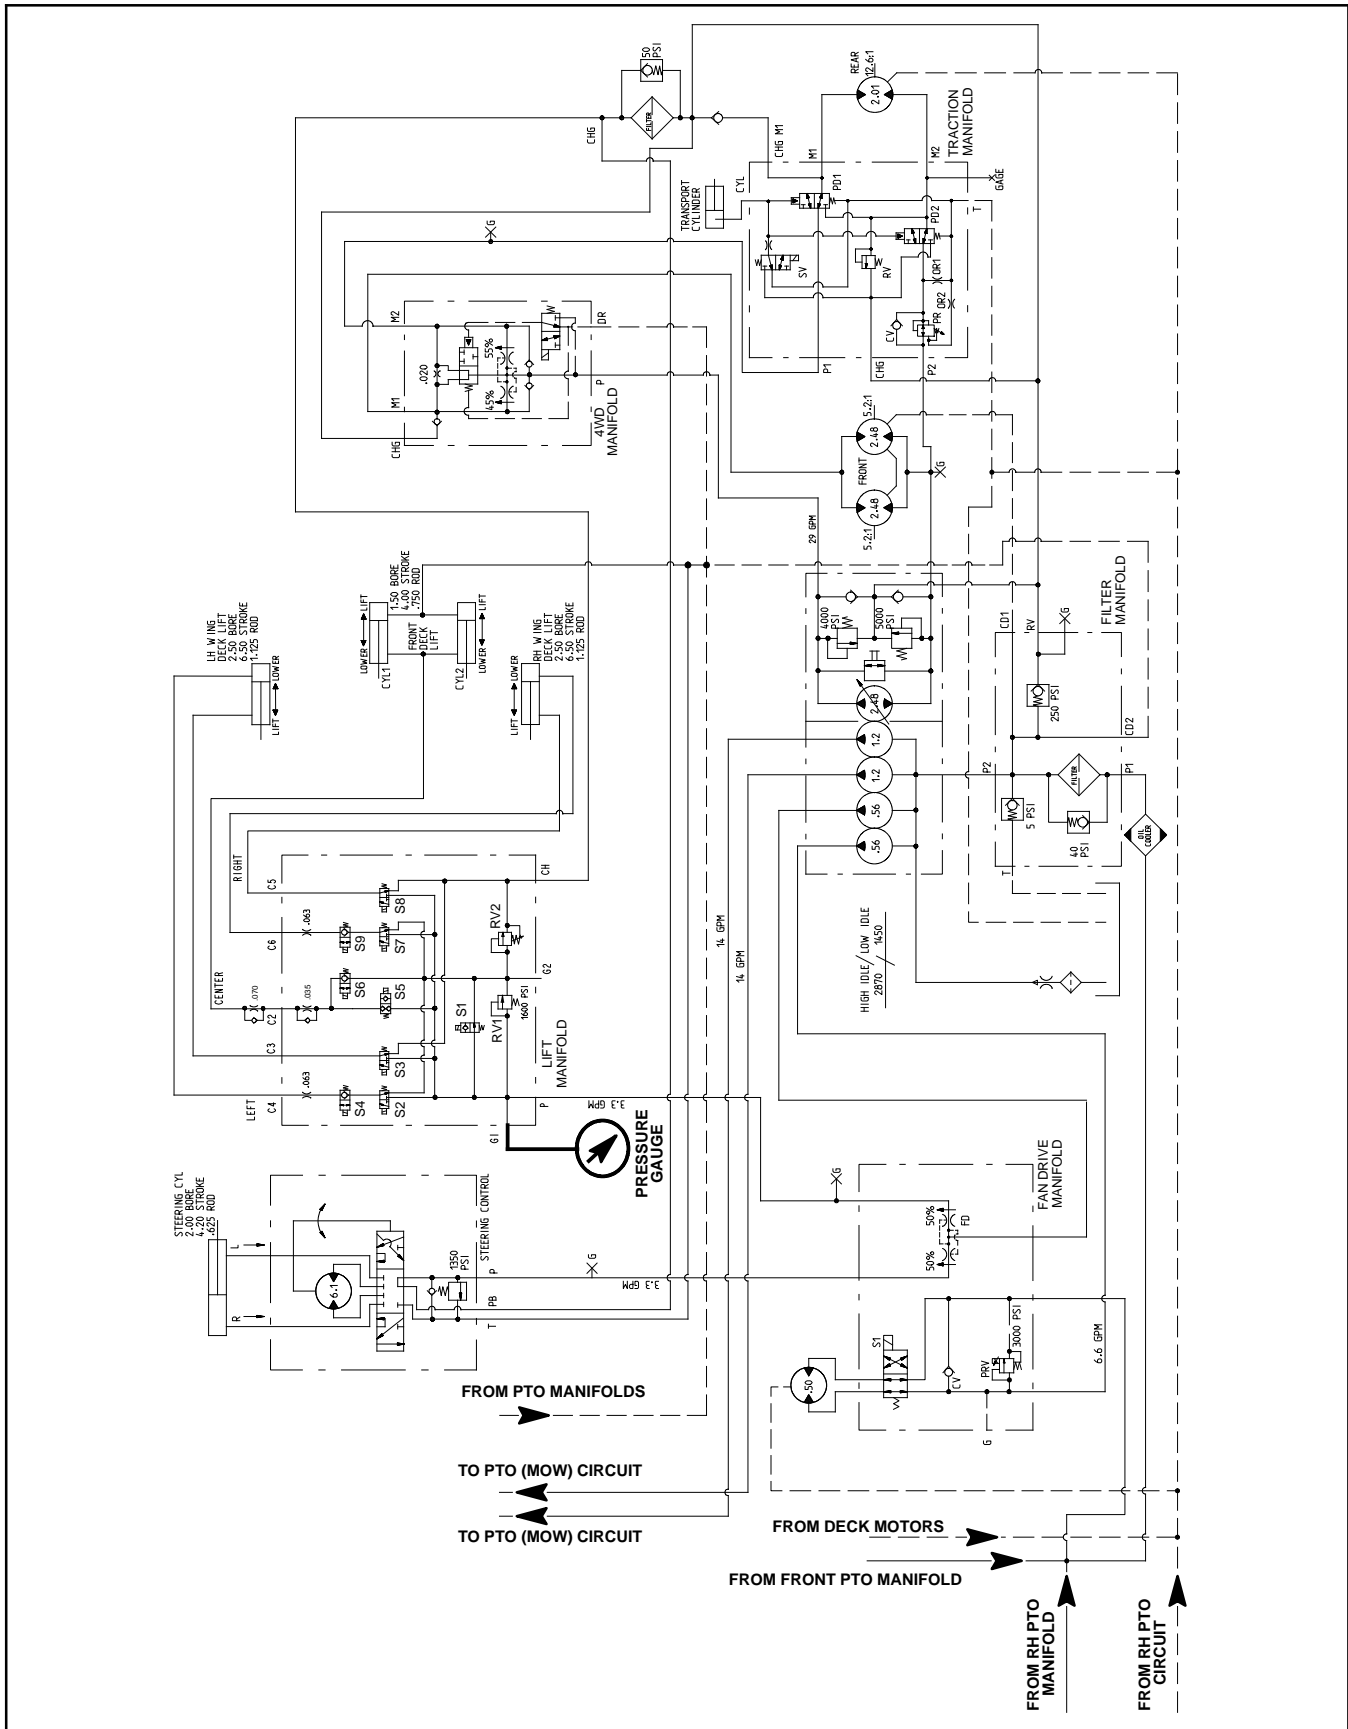 50
PSI
FILTER
CHG
CHG M1
REAR
12.6:1
2.01
M1
M2
TRACTION
MANIFOLD
TRANSPORT
CYLINDER
CYL
PD1
PD2
GAGE
T
SV
RV
OR1
OR2
PR
CV
P1
CHG
P2
G
M2
DR
.020
55%
45%
M1
P
CHG
4WD
MANIFOLD
5.2:1
2.48
FRONT
2.48
5.2:1
G
29 GPM
LH WING
DECK LIFT
2.50 BORE
6.50 STROKE
1.125 ROD
LIFT
LOWER
1.50 BORE
4.00 STROKE
.750 ROD
LOWER
LIFT
CYL1
FRONT
DECK
LIFT
CYL2
LOWER
LIFT
RH WING
DECK LIFT
2.50 BORE
6.50 STROKE
1.125 ROD
LIFT
LOWER
4000
PSI
5000
PSI
2.48
1.2
1.2
.56
.56
CD1
RV
G
FILTER
MANIFOLD
250 PSI
CD2
P2
FILTER
P1
5 PSI
40
PSI
T
OIL
COOLER
RIGHT
C5
C6
.063
S9
S8
S7
CENTER
.070
.035
C2
S6
S5
C3
S3
LEFT
C4
.063
S4
S2
S1
CH
RV2
G2
RV1
1600 PSI
LIFT
MANIFOLD
P
G1
3.3 GPM
PRESSURE
GAUGE
14 GPM
14 GPM
HIGH IDLE/LOW IDLE
2870 / 1450
STEERING CYL
2.00 BORE
4.20 STROKE
.625 ROD
L
R
6.1
STEERING CONTROL
1350
PSI
P
PB
T
G
3.3 GPM
G
50%
50%
FD
FAN DRIVE
MANIFOLD
S1
.50
CV
PRV
3000 PSI
G
6.6 GPM
FROM PTO MANIFOLDS
TO PTO (MOW) CIRCUIT
TO PTO (MOW) CIRCUIT
FROM DECK MOTORS
FROM FRONT PTO MANIFOLD
FROM RH PTO
MANIFOLD
FROM RH PTO
CIRCUIT